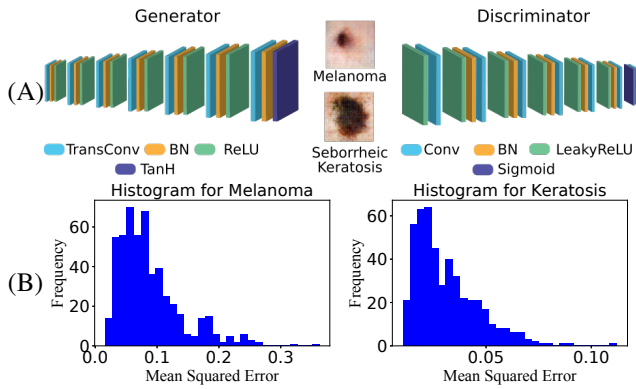 Generator
Discriminator
(A)
Melanoma
Seborrheic
Keratosis
TransConv BN ReLU
TanH
Conv BN LeakyReLU
Sigmoid
(B)
Histogram for Melanoma
Frequency
60
40
20
0
0.0 0.1 0.2 0.3
Mean Squared Error
Histogram for Keratosis
Frequency
60
40
20
0
0.05 0.10
Mean Squared Error